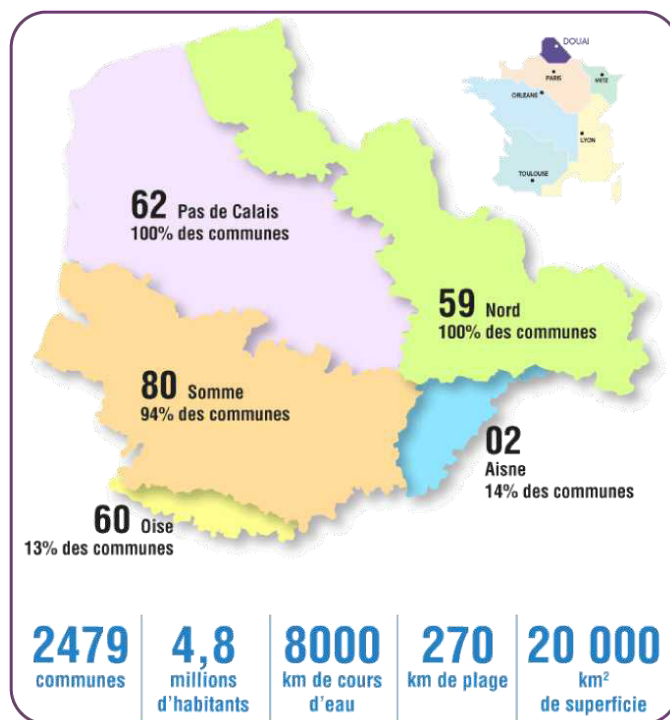 DOUAI
PARIS
METZ
ORLEANS
LYON
TOULOUSE
62 Pas de Calais
100% des communes
59 Nord
100% des communes
80 Somme
94% des communes
02
Aisne
14% des communes
60 Oise
13% des communes
2479
communes
4,8
millions
d'habitants
8000
km de cours
d'eau
270
km de plage
20 000
km²
de superficie